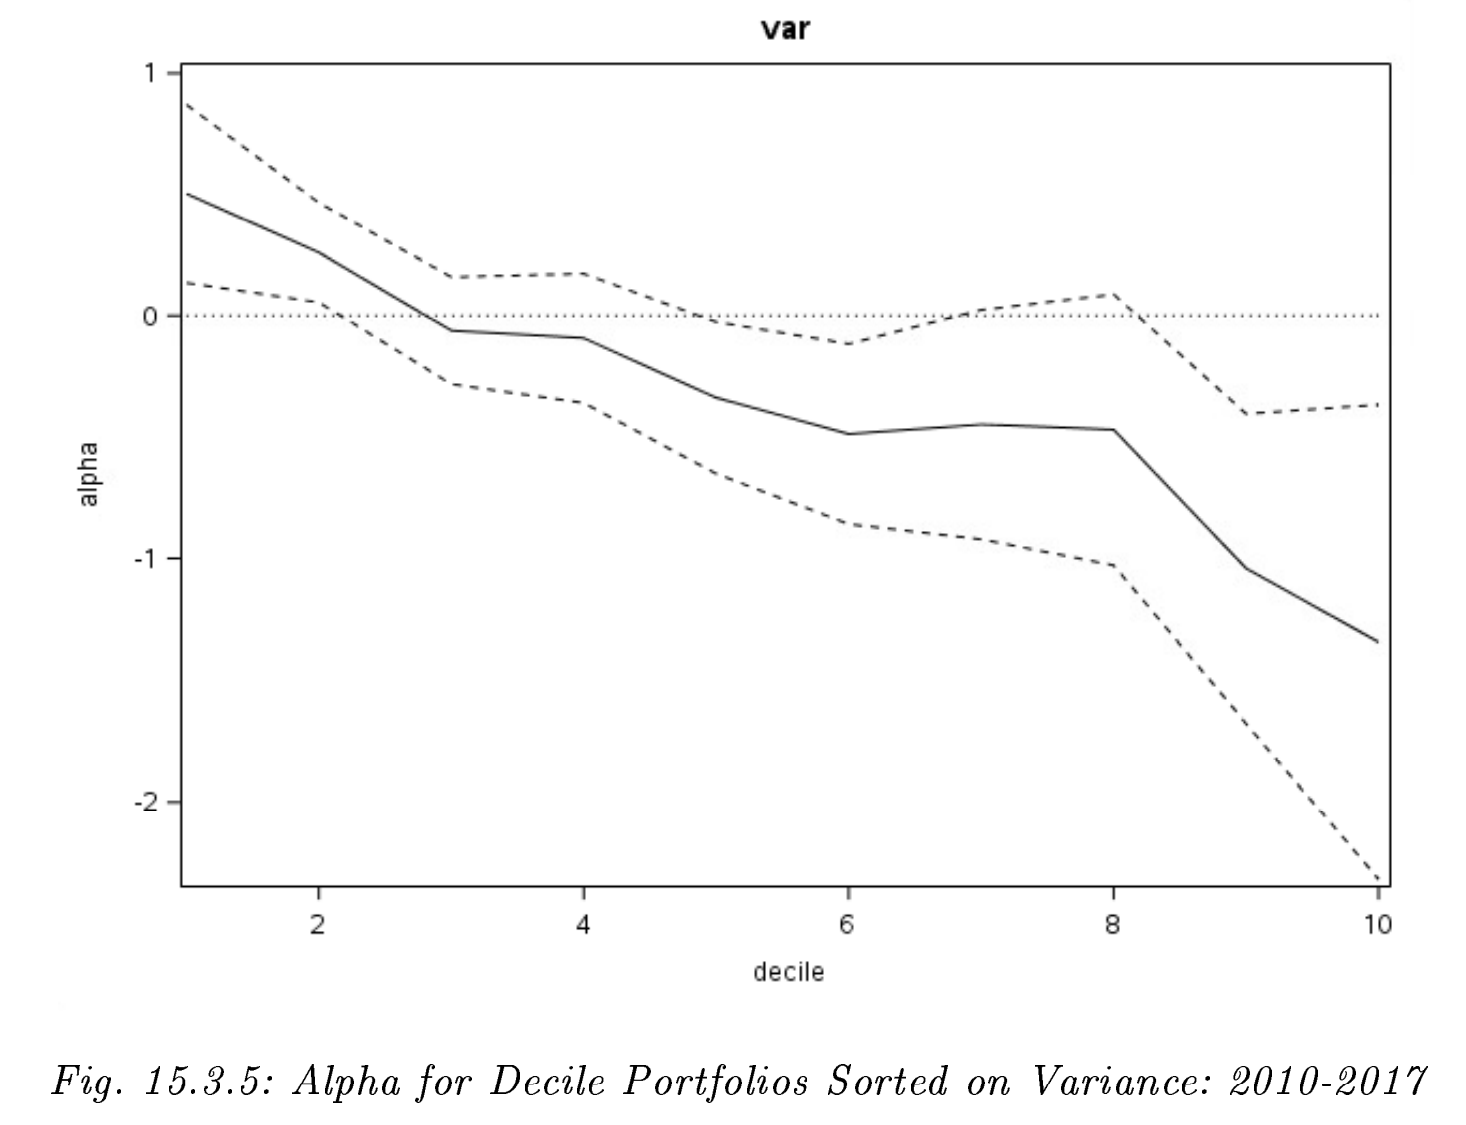 var
1
0
-1
-2
alpha
2 4 6 8 10
decile
Fig. 15.3.5: Alpha for Decile Portfolios Sorted on Variance: 2010-2017